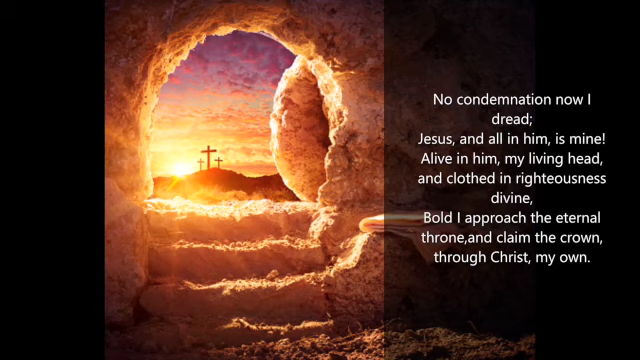 No condemnation now I
dread;
Jesus, and all in him, is mine!
Alive in him, my living head,
and clothed in righteousness
divine,
Bold I approach the eternal
throne,and claim the crown,
through Christ, my own.